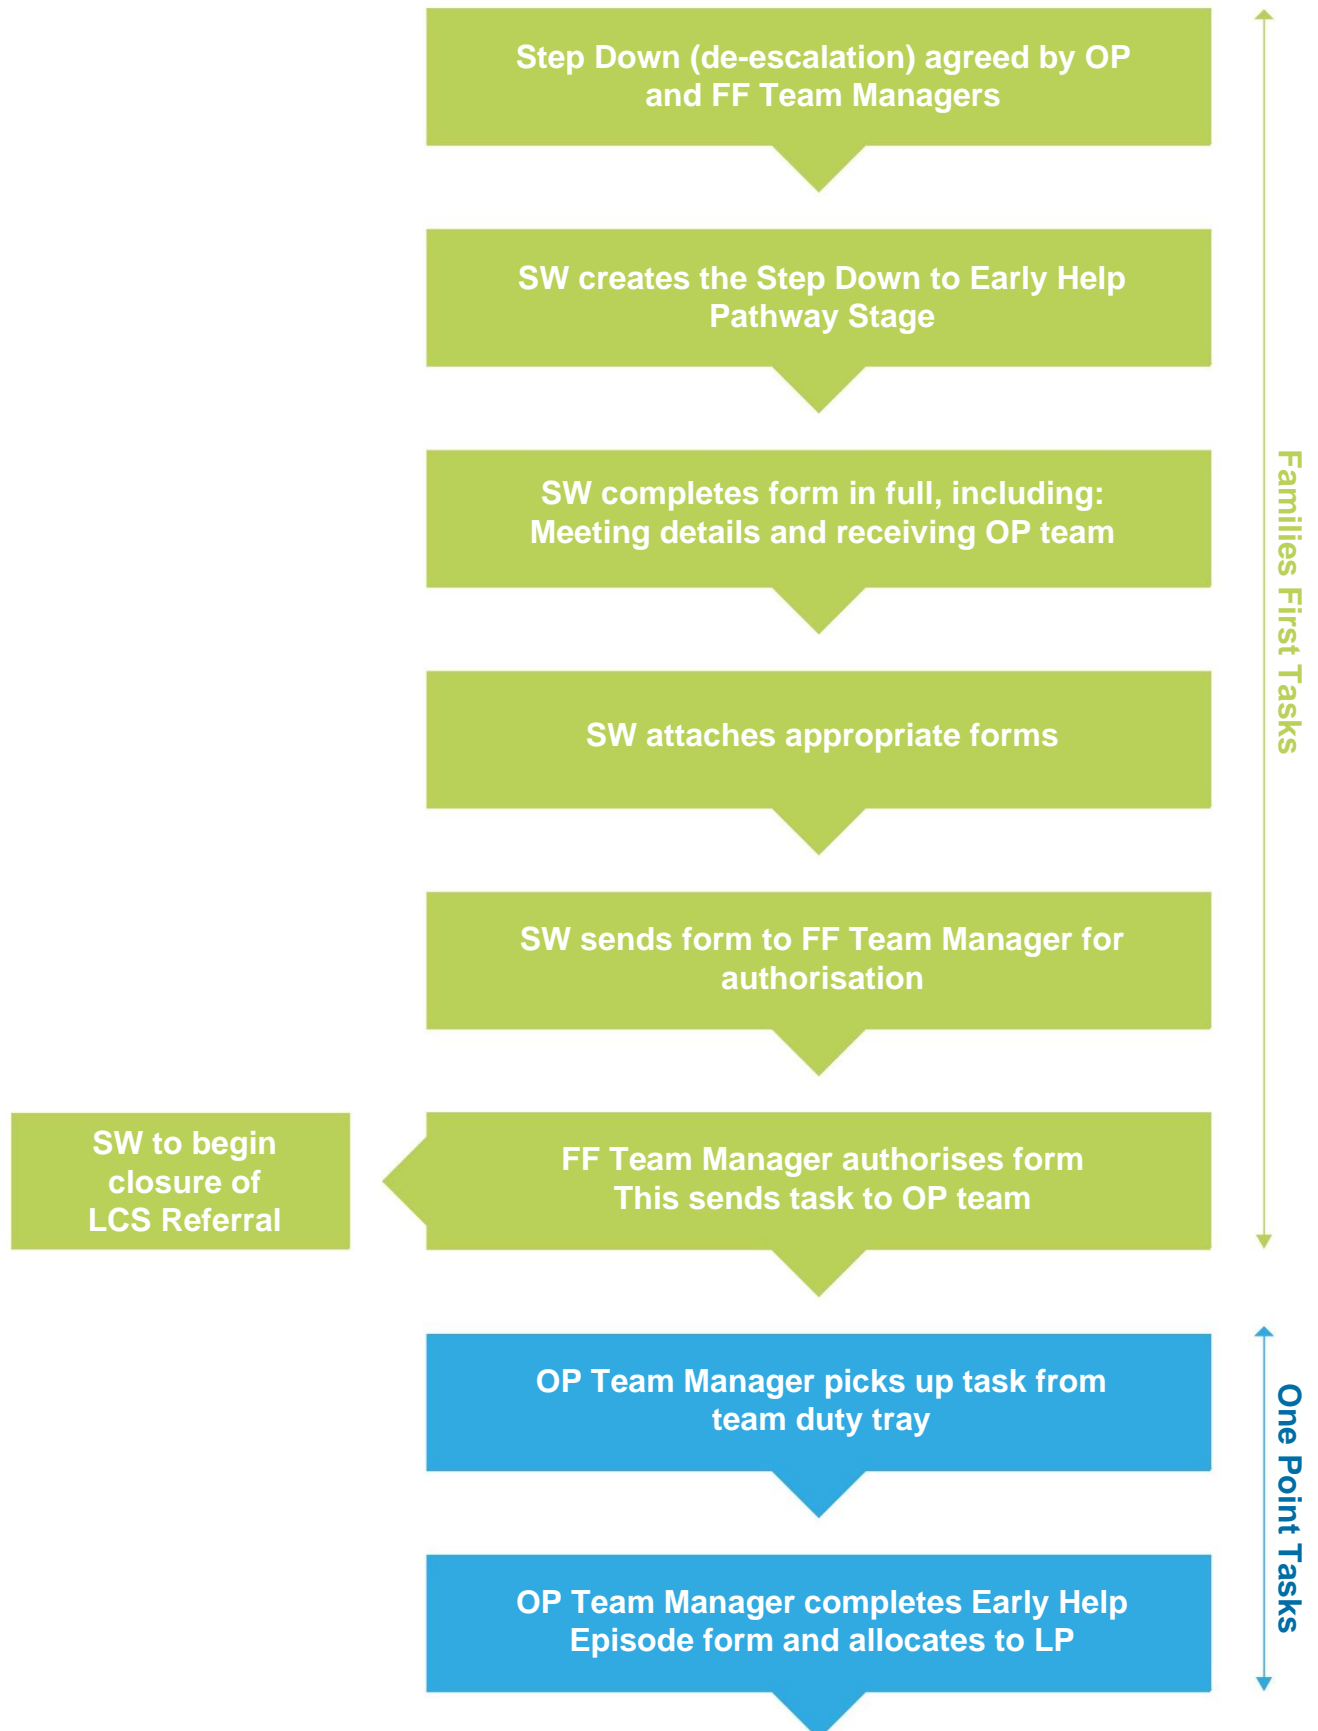 Step Down (de-escalation) agreed by OP
and FF Team Managers
SW creates the Step Down to Early Help
Pathway Stage
SW completes form in full, including:
Meeting details and receiving OP team
SW attaches appropriate forms
SW sends form to FF Team Manager for
authorisation
Families First Tasks
SW to begin
closure of
LCS Referral
FF Team Manager authorises form
This sends task to OP team
OP Team Manager picks up task from
team duty tray
OP Team Manager completes Early Help
Episode form and allocates to LP
One Point Tasks